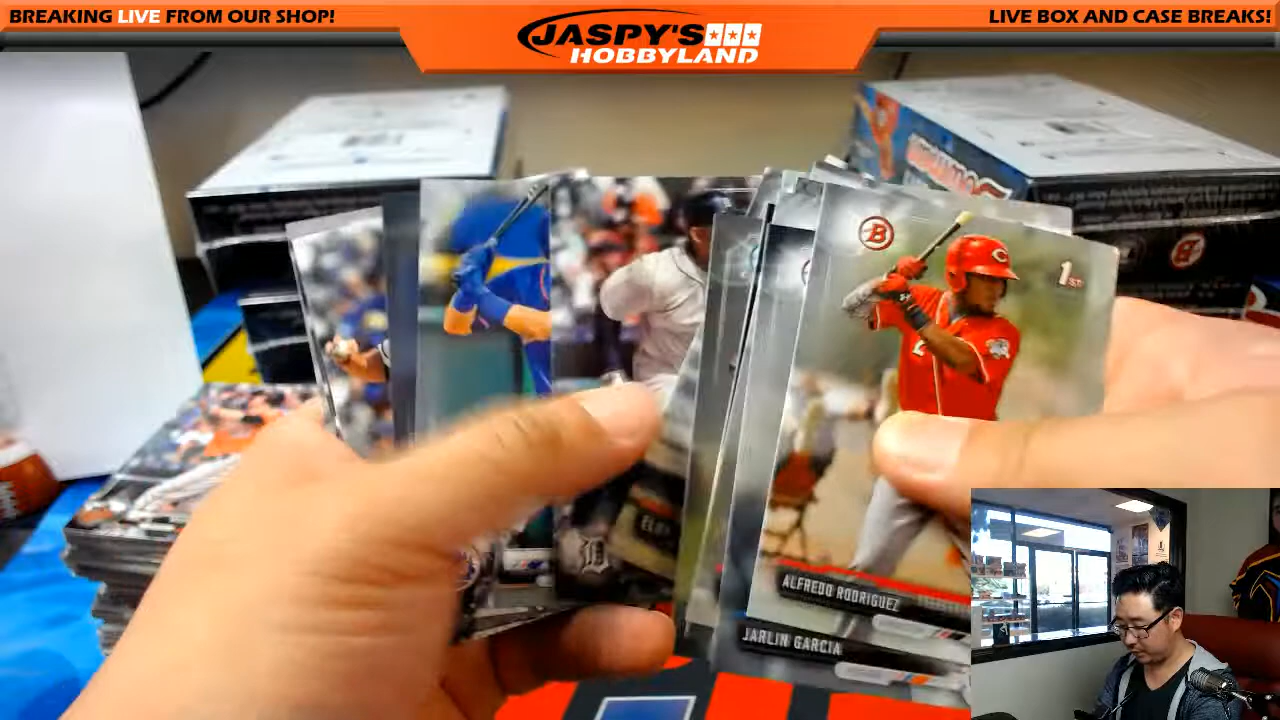 BREAKING LIVE FROM OUR SHOP!
JASPY'S
HOBBYLAND
LIVE BOX AND CASE BREAKS!
B
1ST
C
D
B
ALFREDO RODRIGUEZ
JARLIN GARCIA